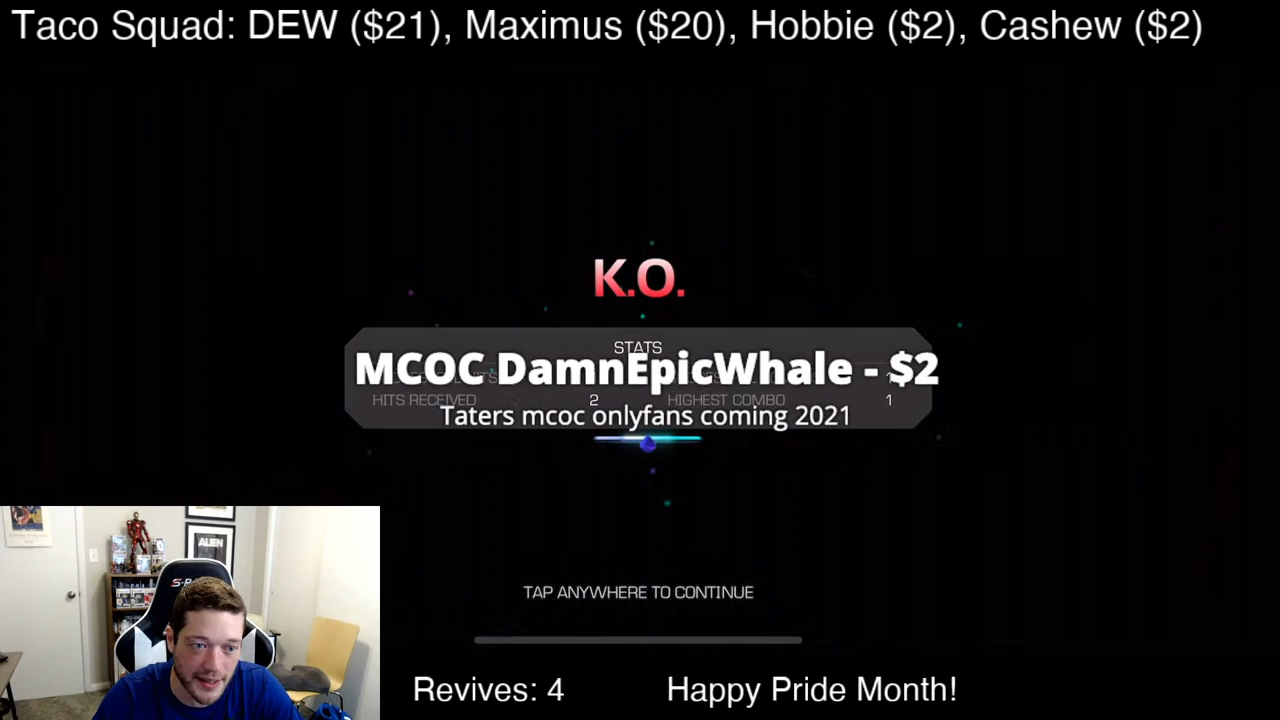 Taco Squad: DEW ($21), Maximus ($20), Hobbie ($2), Cashew ($2)
K.O.
STATS
MCOC DamnEpicWhale - $2
HITS RECEIVED 2 HIGHEST COMBO 1
Taters mcoc onlyfans coming 2021
ALIEN
TAP ANYWHERE TO CONTINUE
Revives: 4 Happy Pride Month!